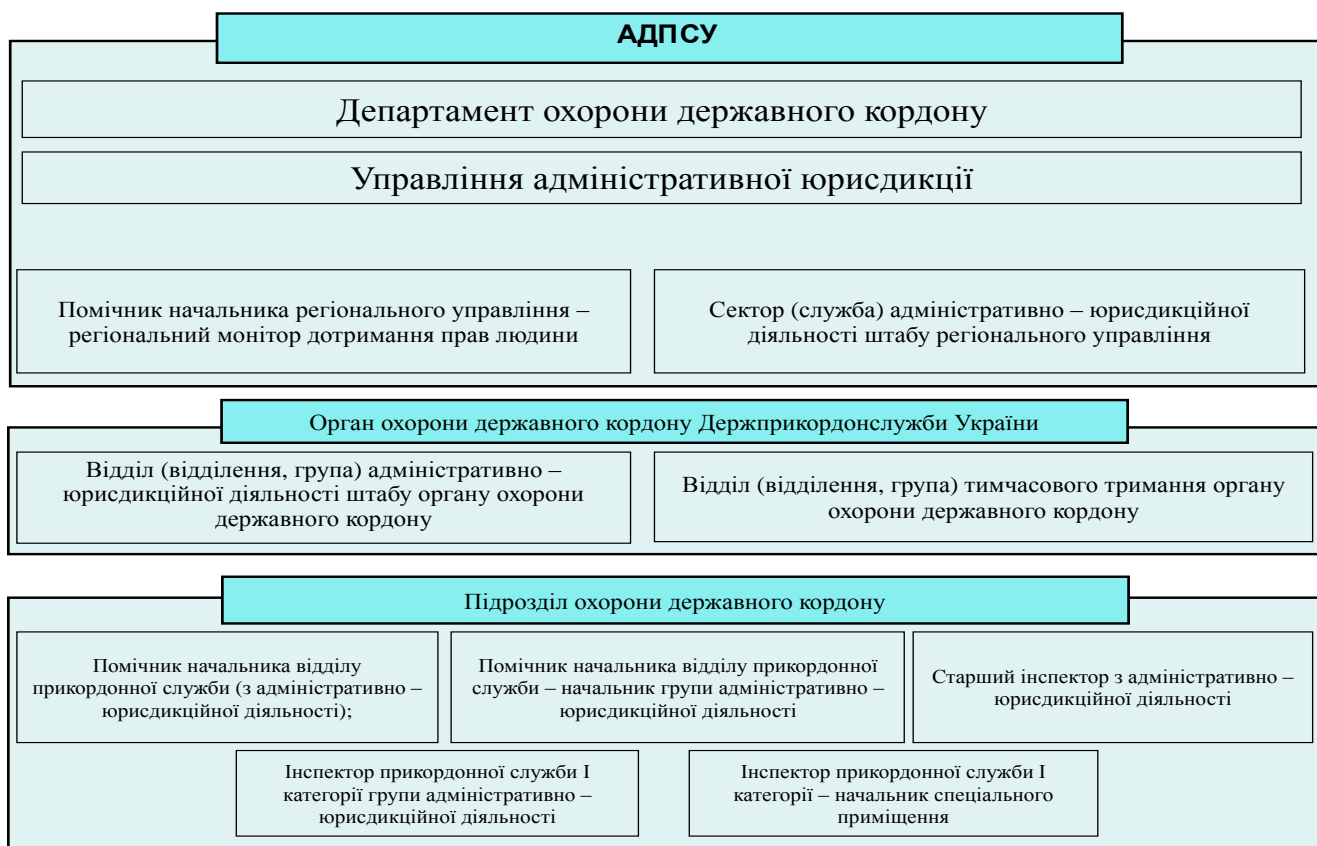 АДПСУ
Департамент охорони державного кордону
Управління адміністративної юрисдикції
Помічник начальника регіонального управління –
регіональний монітор дотримання прав людини
Сектор (служба) адміністративно – юрисдикційної
діяльності штабу регіонального управління
Орган охорони державного кордону Держприкордонслужби України
Відділ (відділення, група) адміністративно –
юрисдикційної діяльності штабу органу охорони
державного кордону
Відділ (відділення, група) тимчасового тримання органу
охорони державного кордону
Підрозділ охорони державного кордону
Помічник начальника відділу
прикордонної служби (з адміністративно –
юрисдикційної діяльності);
Помічник начальника відділу прикордонної
служби – начальник групи адміністративно –
юрисдикційної діяльності
Старший інспектор з адміністративно –
юрисдикційної діяльності
Інспектор прикордонної служби І
категорії групи адміністративно –
юрисдикційної діяльності
Інспектор прикордонної служби І
категорії – начальник спеціального
приміщення